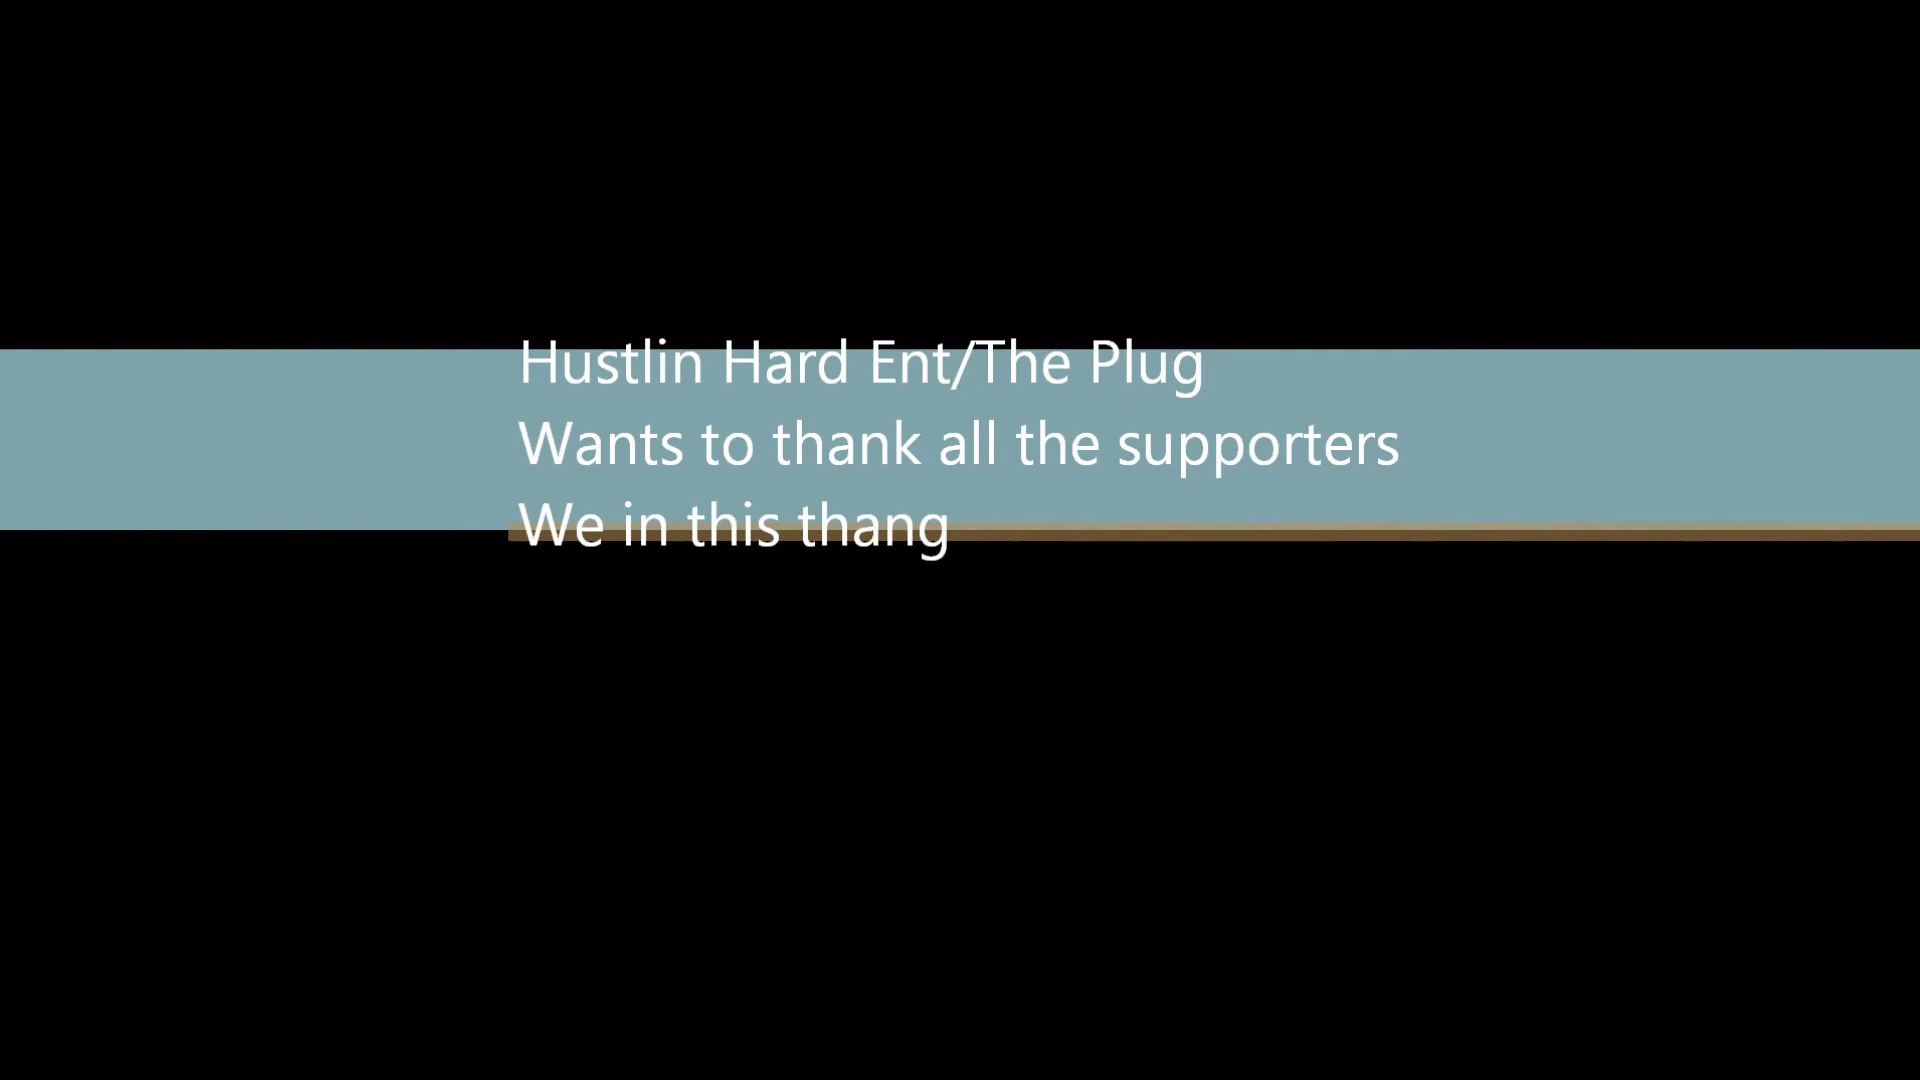 Hustlin Hard Ent/The Plug
Wants to thank all the supporters
We in this thang